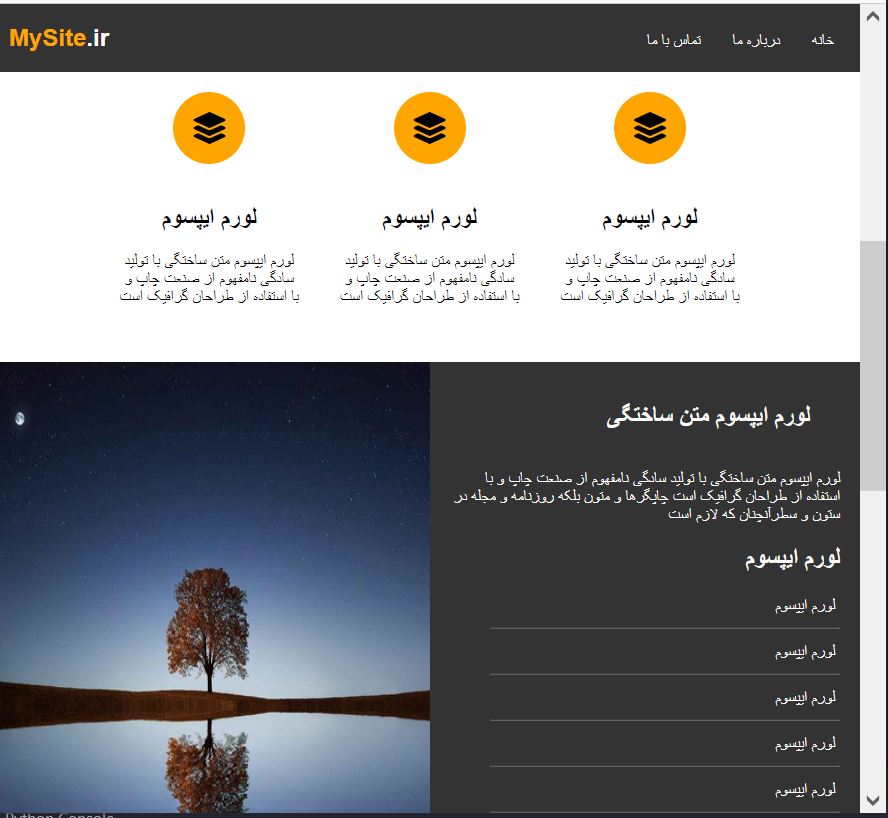 MySite.ir
خانه درباره ما تماس با ما
لورم ایپسوم
لورم ایپسوم متن ساختگی با تولید
سادگی نامفهوم از صنعت چاپ و
با استفاده از طراحان گرافیک است
لورم ایپسوم
لورم ایپسوم متن ساختگی با تولید
سادگی نامفهوم از صنعت چاپ و
با استفاده از طراحان گرافیک است
لورم ایپسوم
لورم ایپسوم متن ساختگی با تولید
سادگی نامفهوم از صنعت چاپ و
با استفاده از طراحان گرافیک است
لورم ایپسوم متن ساختگی
لورم ایپسوم متن ساختگی با تولید سادگی نامفهوم از صنعت چاپ و با
استفاده از طراحان گرافیک است چاپگرها و متون بلکه روزنامه و مجله در
ستون و سطرآنچنان که لازم است
لورم ایپسوم
لورم ایپسوم
لورم ایپسوم
لورم ایپسوم
لورم ایپسوم
لورم ایپسوم
Python Console